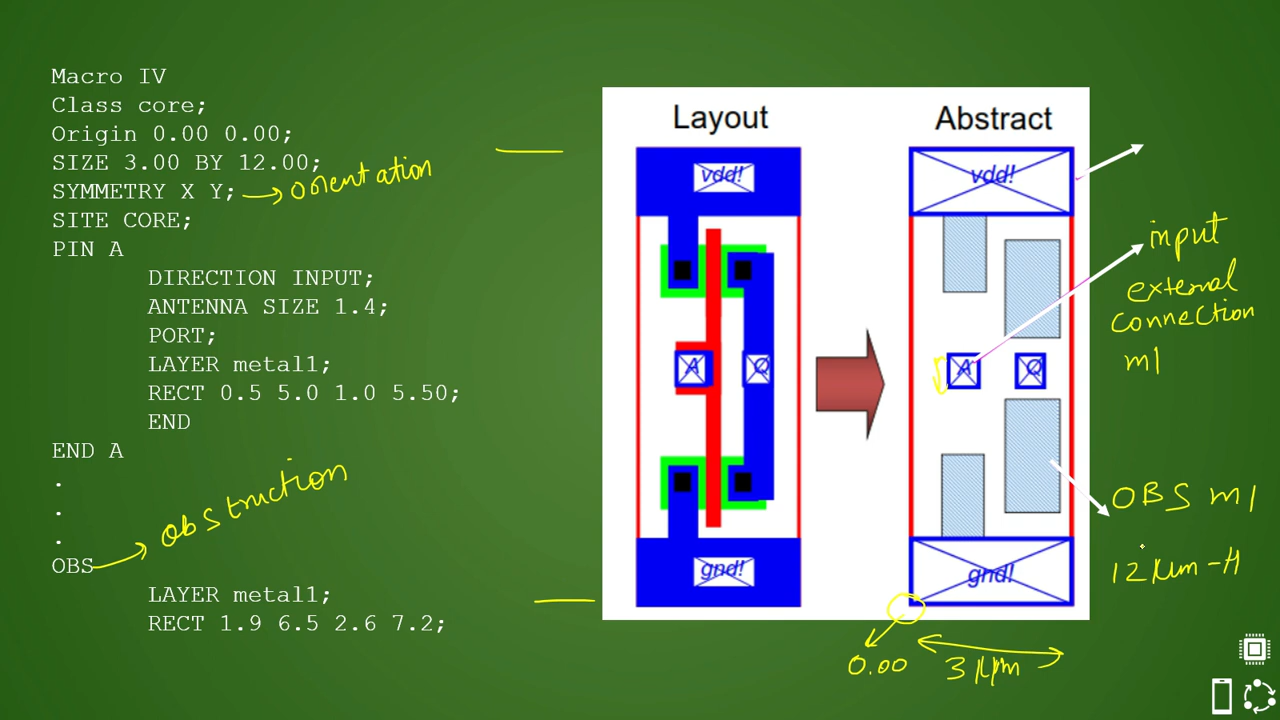 Macro IV
Class core;
Origin 0.00 0.00;
SIZE 3.00 BY 12.00;
SYMMETRY X Y; → orientation
SITE CORE;
PIN A
DIRECTION INPUT;
ANTENNA SIZE 1.4;
PORT;
LAYER metal1;
RECT 0.5 5.0 1.0 5.50;
END
END A
.
.
.
OBS → obstruction
LAYER metal1;
RECT 1.9 6.5 2.6 7.2;
Layout
vdd!
A
Q
gnd!
Abstract
vdd!
A
Q
gnd!
input
external
connection
m1
OBS m1
12 μm - H
0.00
3 μm